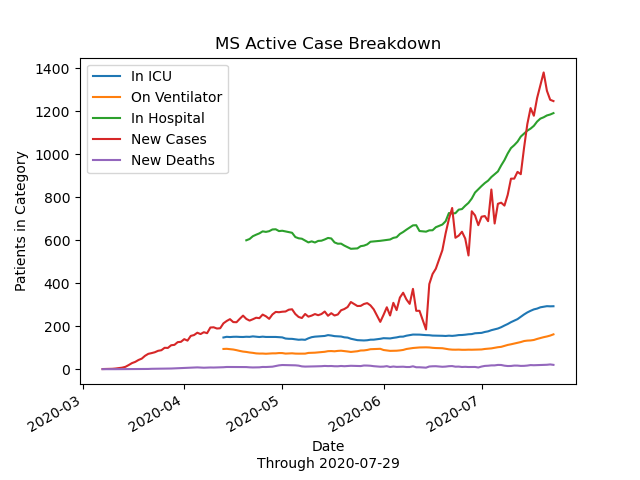 MS Active Case Breakdown
In ICU
On Ventilator
In Hospital
New Cases
New Deaths
Patients in Category
1400
1200
1000
800
600
400
200
0
2020-03
2020-04
2020-05
2020-06
2020-07
Date
Through 2020-07-29